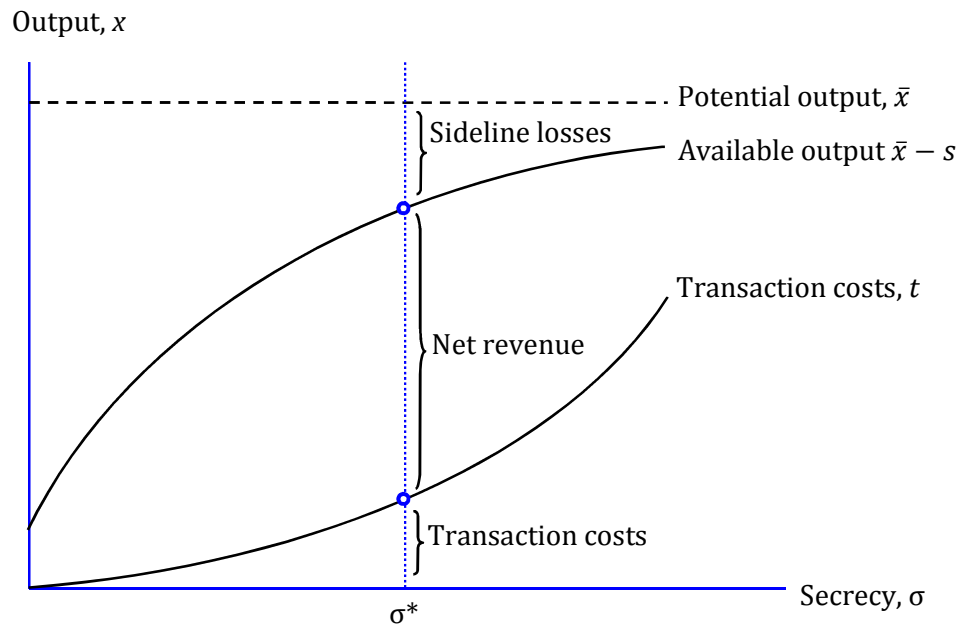 Output, x
Potential output, x̄
Sideline losses
Available output x̄ − s
Transaction costs, t
Net revenue
Transaction costs
Secrecy, σ
σ*